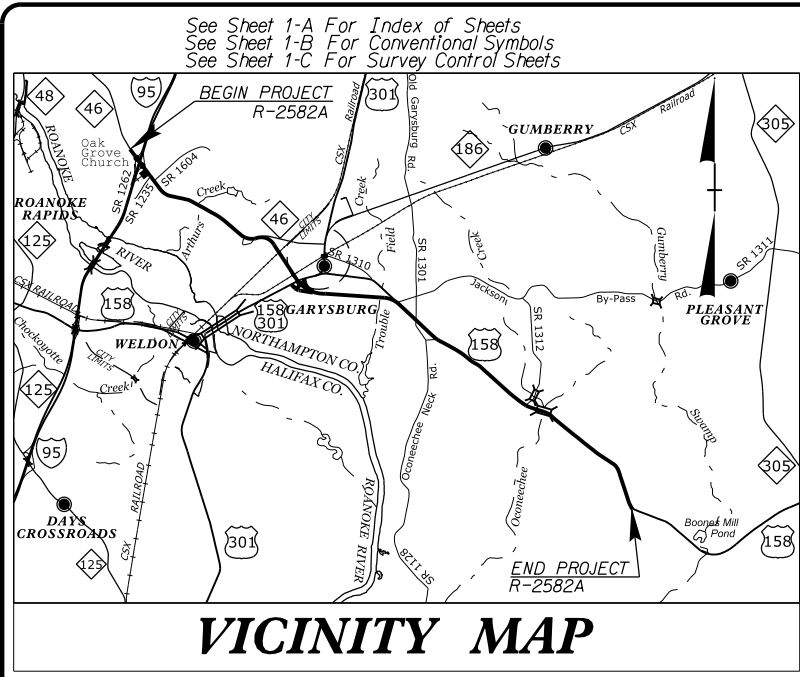 See Sheet 1-A For Index of Sheets
See Sheet 1-B For Conventional Symbols
See Sheet 1-C For Survey Control Sheets
48
46
95
BEGIN PROJECT
R-2582A
301
CSX Railroad
Old Garysburg Rd.
186
GUMBERRY
CSX Railroad
305
ROANOKE
Oak
Grove
Church
SR 1262
SR 1235
SR 1604
Creek
Arthurs
46
CITY
LIMITS
Creek
Field
SR 1301
Creek
Gumberry
SR 1311
ROANOKE
RAPIDS
125
RIVER
SR 1310
Jackson
By-Pass
Rd.
PLEASANT
GROVE
CSX RAILROAD
158
CITY
LIMITS
158
301
GARYSBURG
Trouble
SR 1312
158
WELDON
NORTHAMPTON CO.
HALIFAX CO.
Chockoyotte
CITY
LIMITS
Creek
125
Oconeechee Neck Rd.
Swamp
95
RAILROAD
CSX
305
DAYS
CROSSROADS
125
301
ROANOKE RIVER
Oconeechee
SR 1128
Boones Mill
Pond
158
END PROJECT
R-2582A
VICINITY MAP